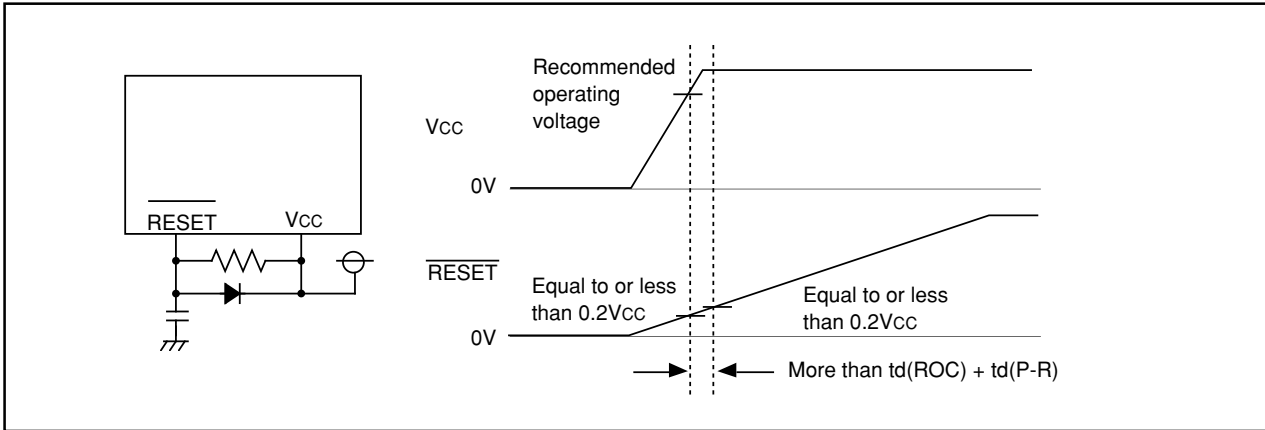 RESET
VCC
Recommended
operating
voltage
VCC
0V
RESET
Equal to or less
than 0.2VCC
Equal to or less
than 0.2VCC
0V
More than td(ROC) + td(P-R)